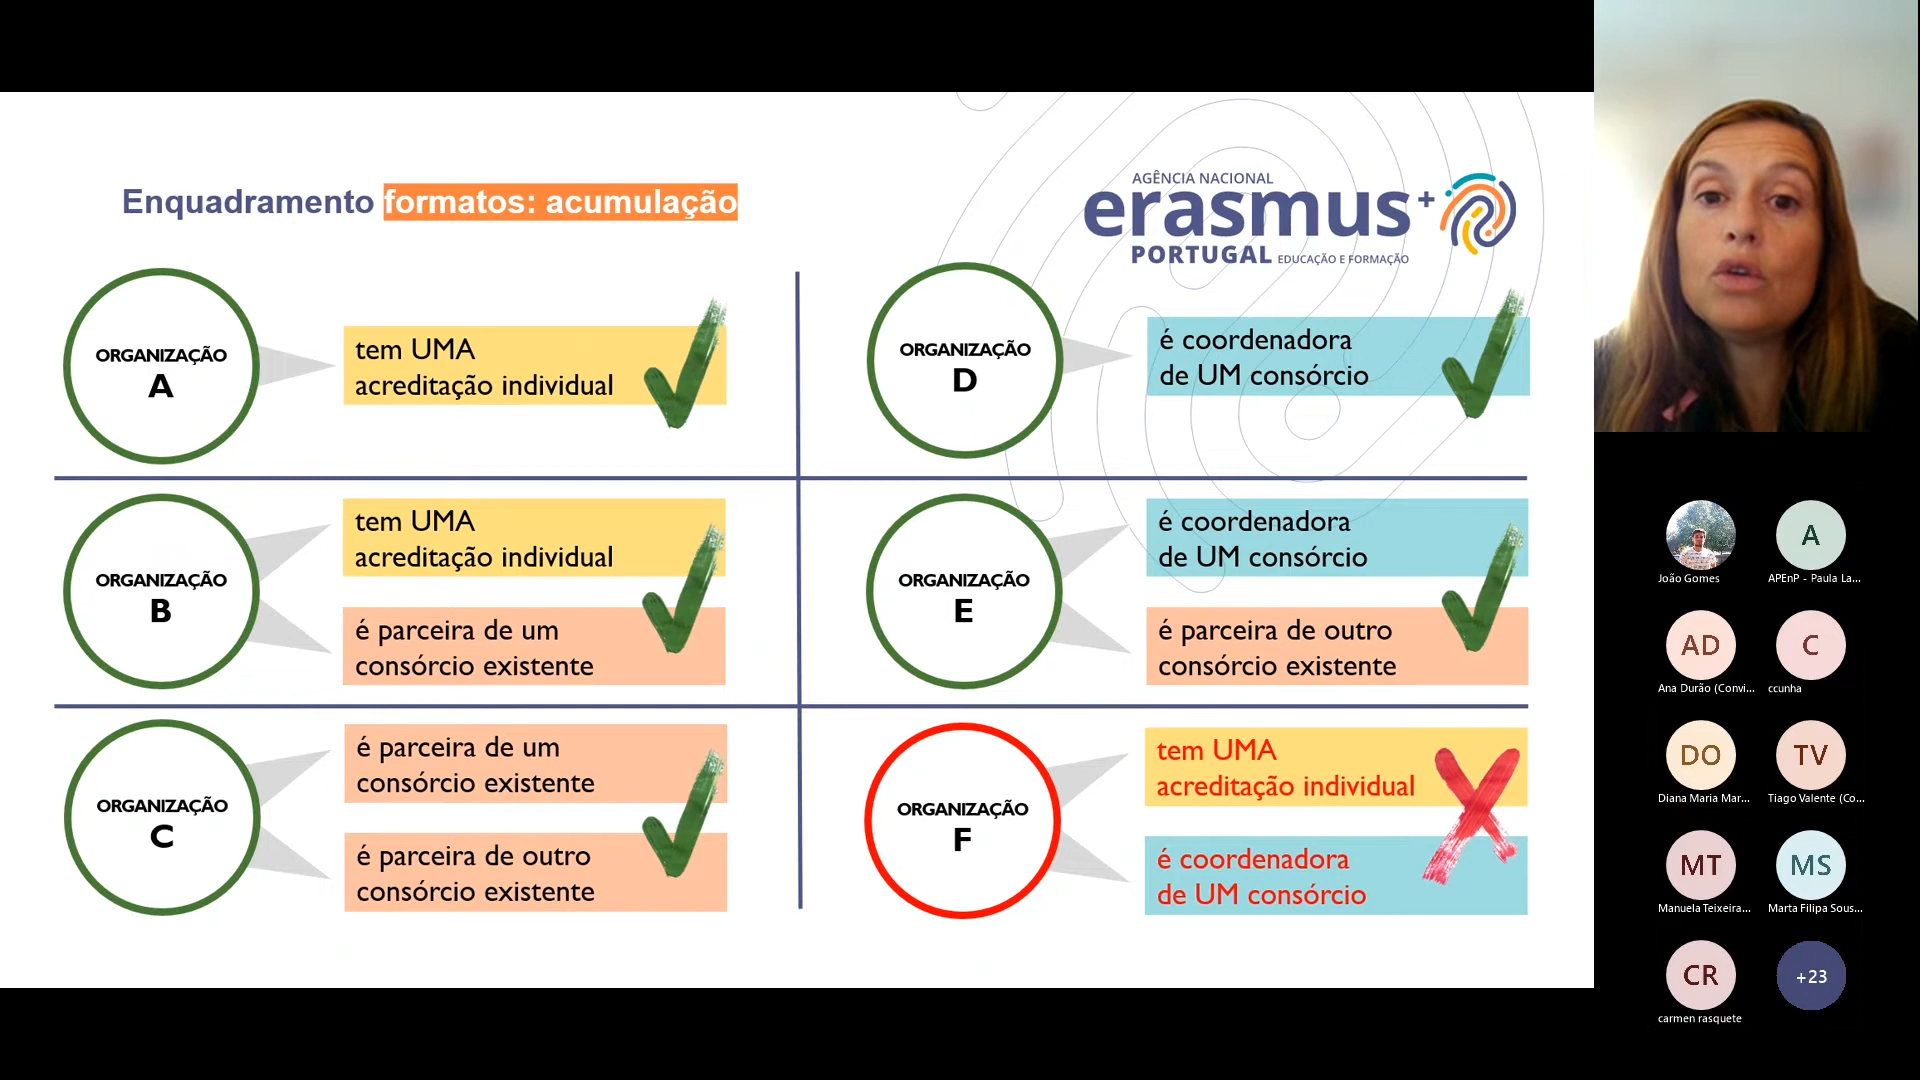 Enquadramento formatos: acumulação
AGÊNCIA NACIONAL
erasmus+
PORTUGAL EDUCAÇÃO E FORMAÇÃO
ORGANIZAÇÃO
A
tem UMA
acreditação individual
ORGANIZAÇÃO
B
tem UMA
acreditação individual
é parceira de um
consórcio existente
ORGANIZAÇÃO
C
é parceira de um
consórcio existente
é parceira de outro
consórcio existente
ORGANIZAÇÃO
D
é coordenadora
de UM consórcio
ORGANIZAÇÃO
E
é coordenadora
de UM consórcio
é parceira de outro
consórcio existente
ORGANIZAÇÃO
F
tem UMA
acreditação individual
é coordenadora
de UM consórcio
João Gomes
A
APEnP - Paula La...
AD
Ana Durão (Convi...
C
ccunha
DO
Diana Maria Mar...
TV
Tiago Valente (Co...
MT
Manuela Teixeira...
MS
Marta Filipa Sous...
CR
carmen rasquete
+23